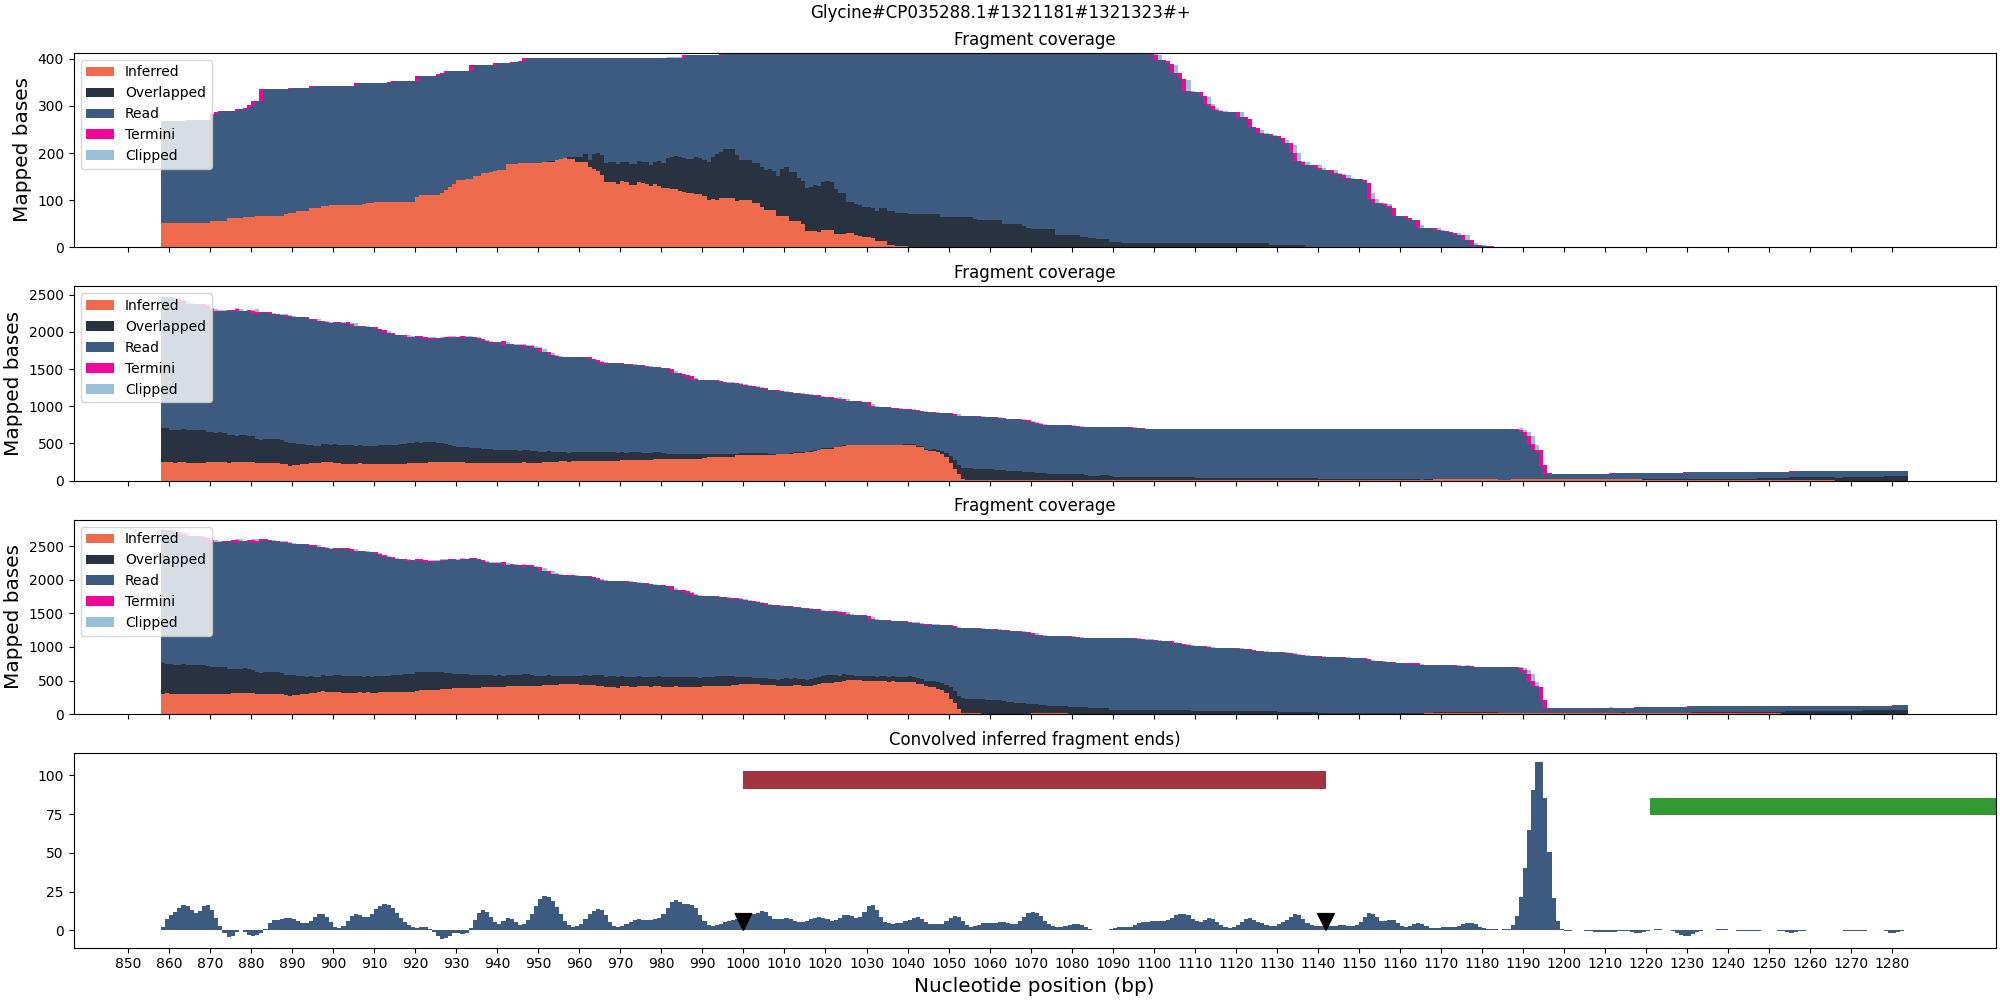 Glycine#CP035288.1#1321181#1321323#+
Fragment coverage
Mapped bases
400
300
200
100
0
Inferred
Overlapped
Read
Termini
Clipped
Fragment coverage
Mapped bases
2500
2000
1500
1000
500
0
Inferred
Overlapped
Read
Termini
Clipped
Fragment coverage
Mapped bases
2500
2000
1500
1000
500
0
Inferred
Overlapped
Read
Termini
Clipped
Convolved inferred fragment ends)
100
75
50
25
0
850 860 870 880 890 900 910 920 930 940 950 960 970 980 990 1000 1010 1020 1030 1040 1050 1060 1070 1080 1090 1100 1110 1120 1130 1140 1150 1160 1170 1180 1190 1200 1210 1220 1230 1240 1250 1260 1270 1280
Nucleotide position (bp)